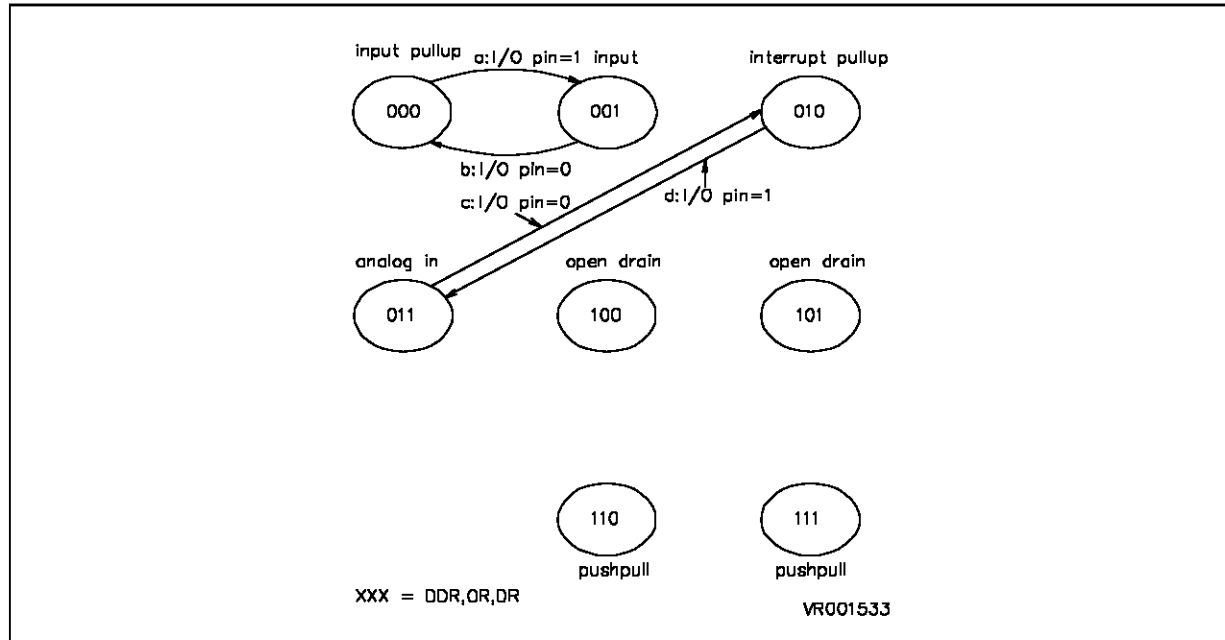 input pullup
a:I/O pin=1
input
interrupt pullup
000
001
010
b:I/O pin=0
c:I/O pin=0
d:I/O pin=1
analog in
open drain
open drain
011
100
101
110
111
pushpull
pushpull
XXX = DDR,OR,DR
VR001533